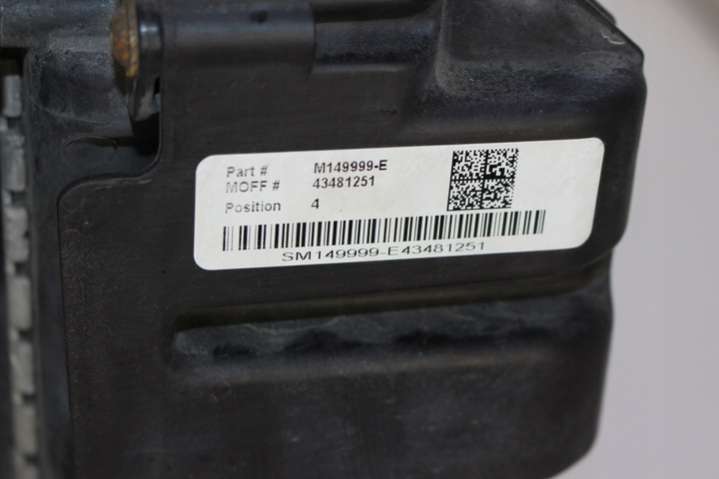 Part # M149999-E
MOFF # 43481251
Position 4
SM149999-E43481251